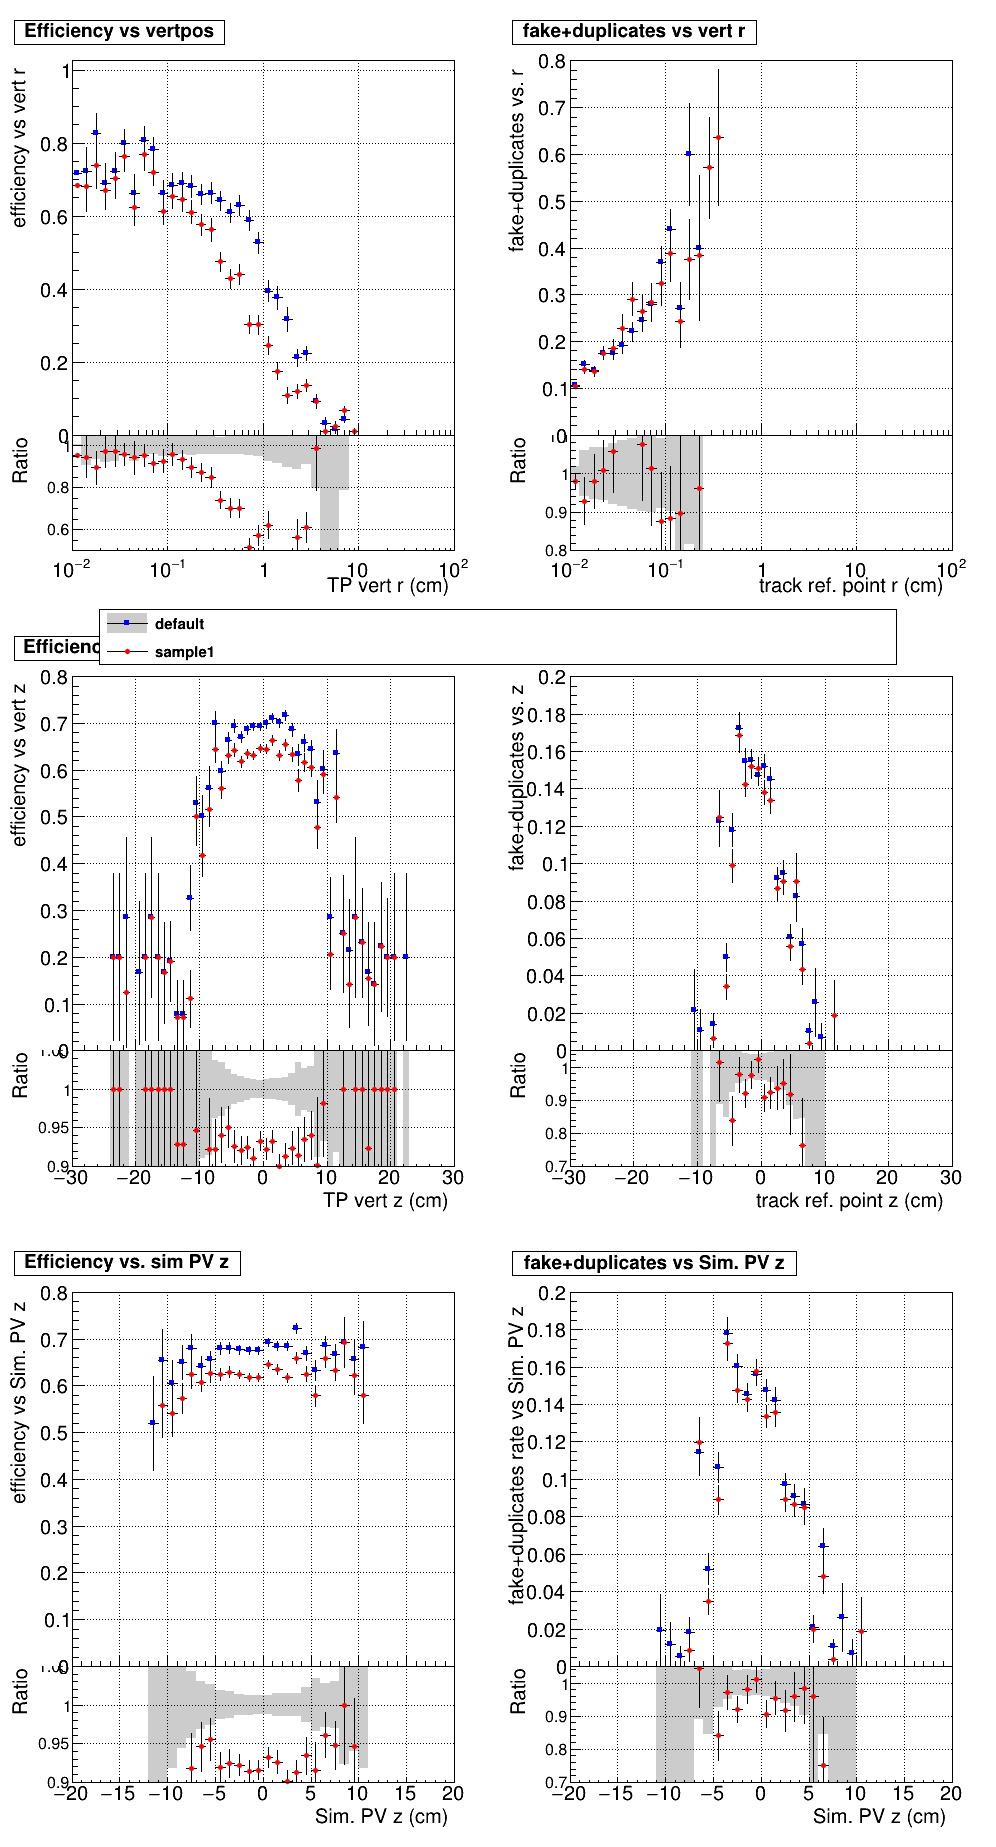 Efficiency vs vertpos
fake+duplicates vs vert r
efficiency vs vert r
1
0.8
0.6
0.4
0.2
0
Ratio
0.8
0.6
10⁻² 10⁻¹ 1 10 10²
TP vert r (cm)
fake+duplicates vs. r
0.8
0.7
0.6
0.5
0.4
0.3
0.2
0.1
0
Ratio
1
0.9
0.8
10⁻² 10⁻¹ 1 10 10²
track ref. point r (cm)
default
sample1
Efficienc
efficiency vs vert z
0.8
0.7
0.6
0.5
0.4
0.3
0.2
0.1
0
Ratio
1
0.95
0.9
−30 −20 −10 0 10 20 30
TP vert z (cm)
fake+duplicates vs. z
0.2
0.18
0.16
0.14
0.12
0.1
0.08
0.06
0.04
0.02
0
Ratio
1
0.9
0.8
0.7
−30 −20 −10 0 10 20 30
track ref. point z (cm)
Efficiency vs. sim PV z
fake+duplicates vs Sim. PV z
efficiency vs Sim. PV z
0.8
0.7
0.6
0.5
0.4
0.3
0.2
0.1
0
Ratio
1
0.95
0.9
−20 −15 −10 −5 0 5 10 15 20
Sim. PV z (cm)
fake+duplicates rate vs Sim. PV z
0.2
0.18
0.16
0.14
0.12
0.1
0.08
0.06
0.04
0.02
0
Ratio
1
0.9
0.8
0.7
−20 −15 −10 −5 0 5 10 15 20
Sim. PV z (cm)